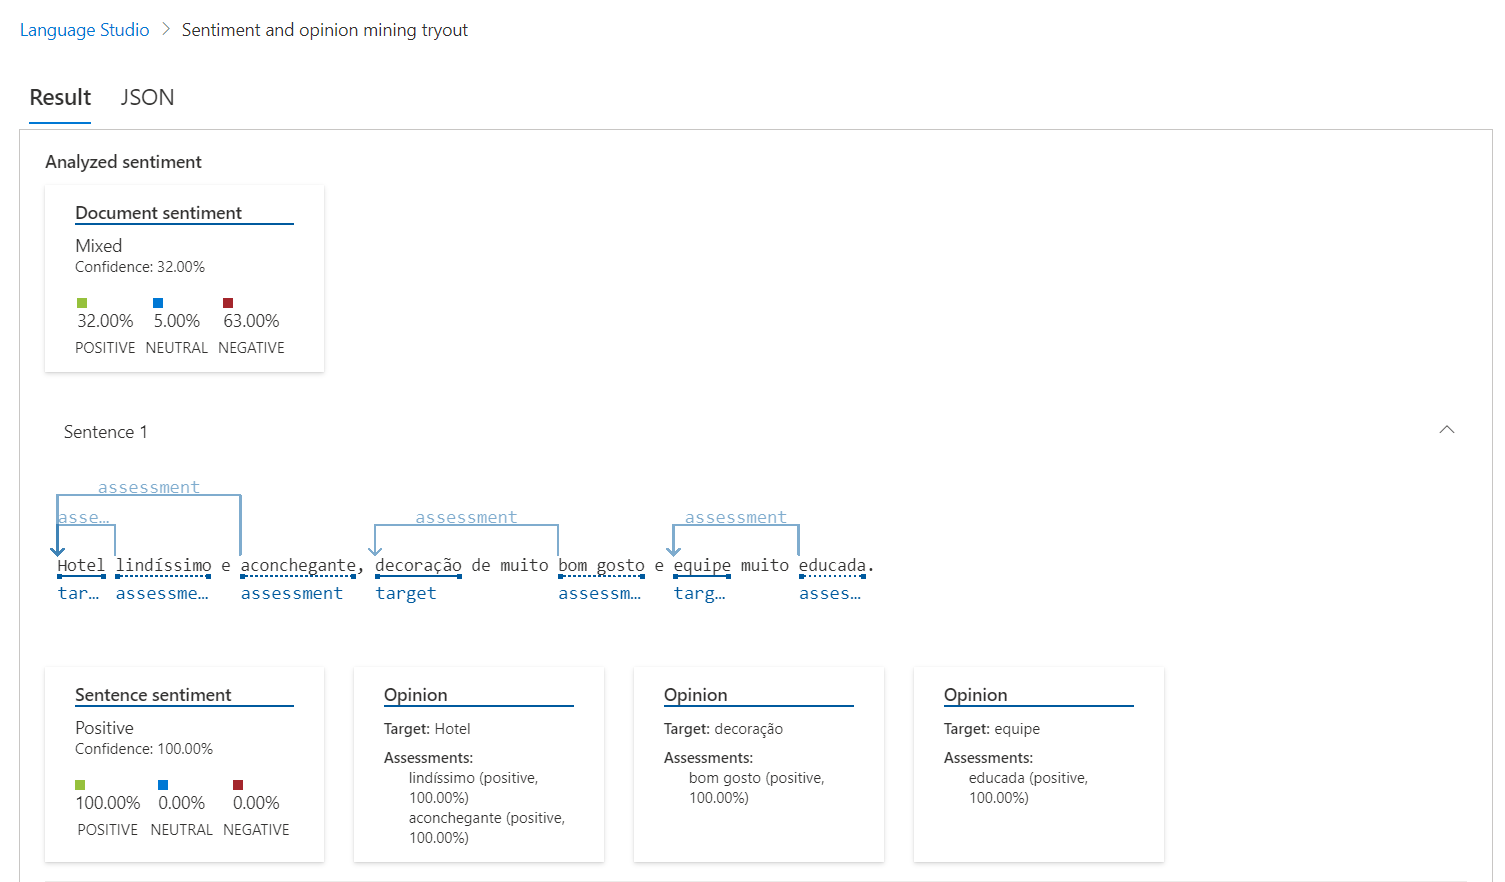 Language Studio > Sentiment and opinion mining tryout
Result JSON
Analyzed sentiment
Document sentiment
Mixed
Confidence: 32.00%
32.00% 5.00% 63.00%
POSITIVE NEUTRAL NEGATIVE
Sentence 1
assessment
asse... assessment assessment
Hotel lindíssimo e aconchegante, decoração de muito bom gosto e equipe muito educada.
tar... assessme... assessment target assessm... targ... asses...
Sentence sentiment
Positive
Confidence: 100.00%
100.00% 0.00% 0.00%
POSITIVE NEUTRAL NEGATIVE
Opinion
Target: Hotel
Assessments:
lindíssimo (positive,
100.00%)
aconchegante (positive,
100.00%)
Opinion
Target: decoração
Assessments:
bom gosto (positive,
100.00%)
Opinion
Target: equipe
Assessments:
educada (positive,
100.00%)